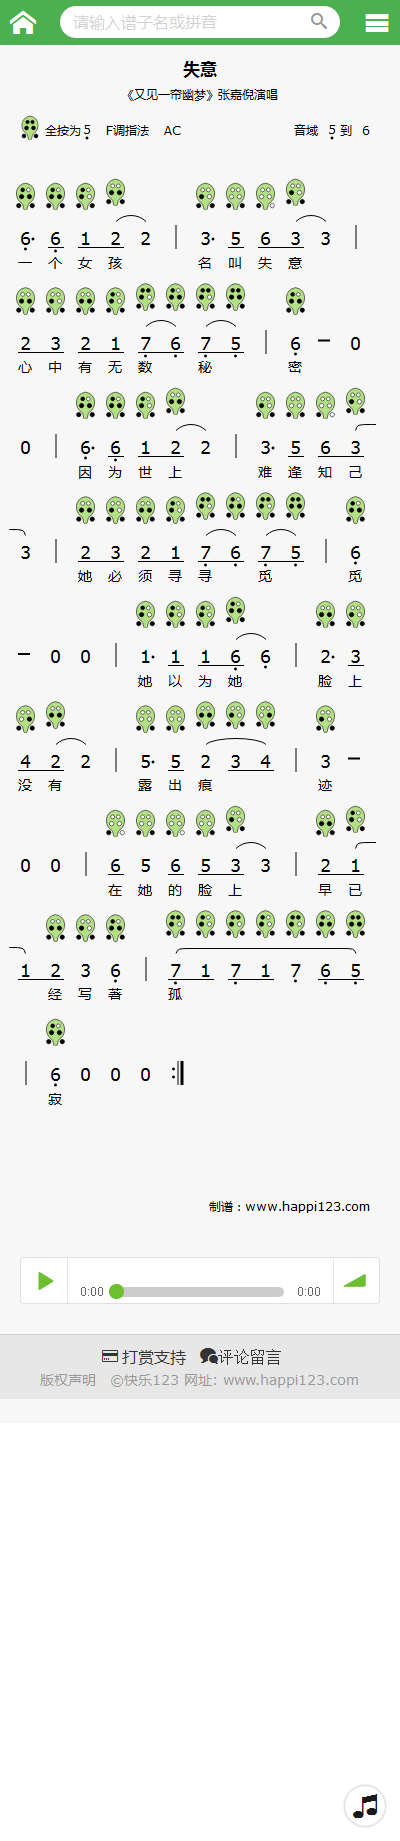 请输入谱子名或拼音
失意
《又见一帘幽梦》张嘉倪演唱
全按为 5̣ F调指法 AC 音域 5̣ 到 6
6̣· 6̣ 1 2 2 | 3· 5 6 3 3 |
一 个 女 孩 名 叫 失 意
2 3 2 1 7̣ 6̣ 7̣ 5̣ | 6̣ – 0
心 中 有 无 数 秘 密
0 | 6̣· 6̣ 1 2 2 | 3· 5 6 3
因 为 世 上 难 逢 知 己
3 | 2 3 2 1 7̣ 6̣ 7̣ 5̣ | 6̣
她 必 须 寻 寻 觅 觅
– 0 0 | 1· 1 1 6̣ 6̣ | 2· 3
她 以 为 她 脸 上
4 2 2 | 5· 5 2 3 4 | 3 –
没 有 露 出 痕 迹
0 0 | 6 5 6 5 3 3 | 2 1
在 她 的 脸 上 早 已
1 2 3 6̣ | 7̣ 1 7̣ 1 7̣ 6̣ 5̣
经 写 著 孤
| 6̣ 0 0 0 :|
寂
制谱：www.happi123.com
0:00 0:00
打赏支持 评论留言
版权声明 ©快乐123 网址: www.happi123.com